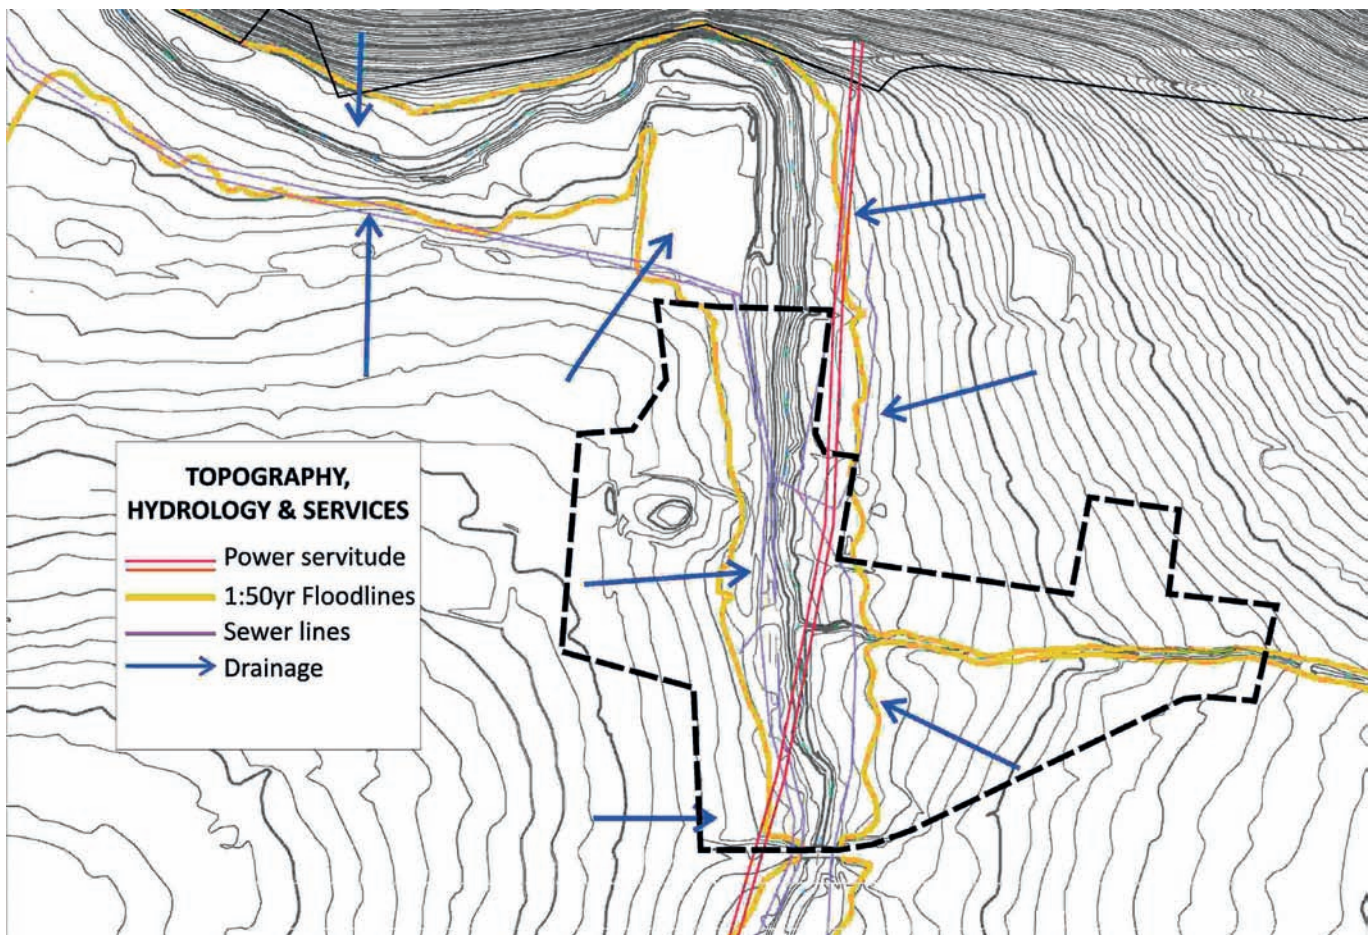 TOPOGRAPHY,
HYDROLOGY & SERVICES
Power servitude
1:50yr Floodlines
Sewer lines
Drainage